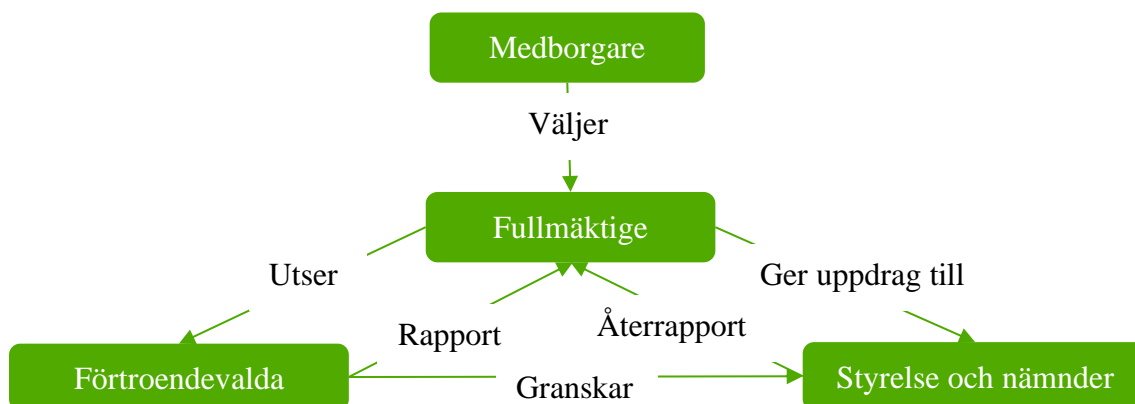 Medborgare
Väljer
Fullmäktige
Utser
Ger uppdrag till
Rapport
Återrapport
Förtroendevalda
Granskar
Styrelse och nämnder